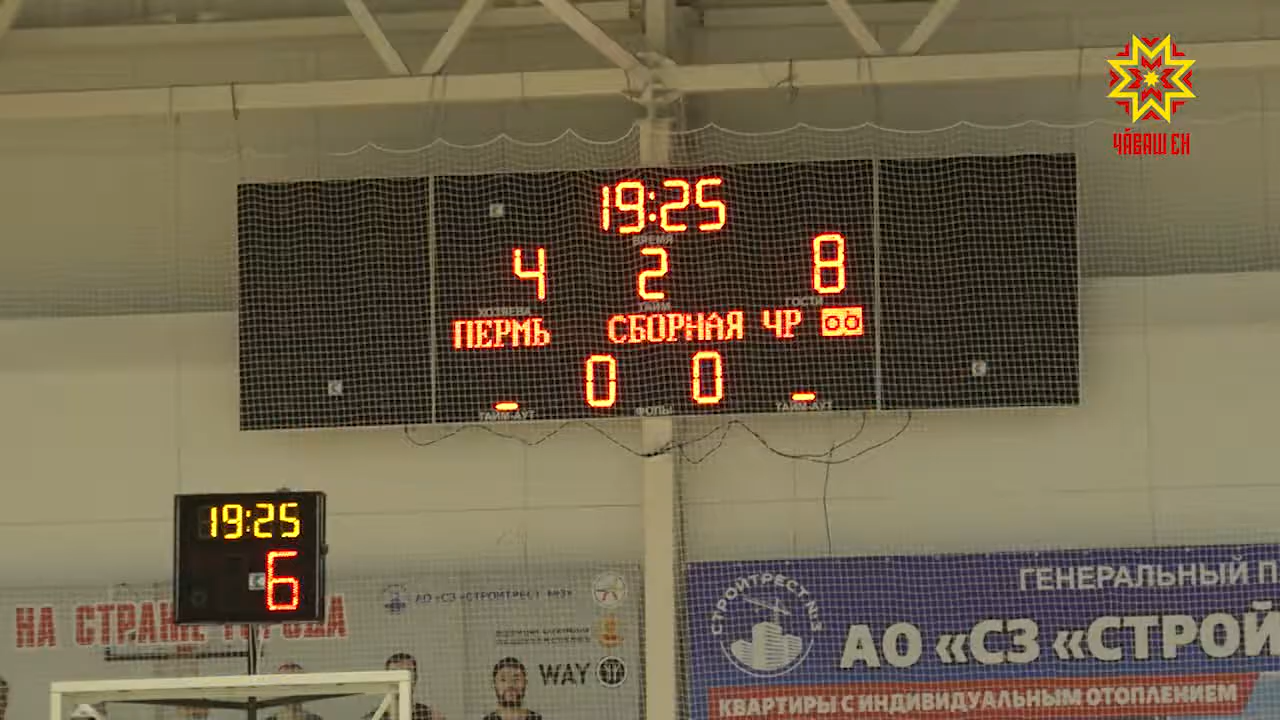 ЧӐВАШ ЕН
19:25
ВРЕМЯ
4 2 8
ХОЗЯЕВА ТАЙМ ГОСТИ
ПЕРМЬ СБОРНАЯ ЧР
0 0
ТАЙМ-АУТ ФОЛЫ ТАЙМ-АУТ
19:25
6
НА СТРАЖЕ ГОРОДА
АО «СЗ «СТРОЙТРЕСТ №3»
WAY
СТРОЙТРЕСТ №3
ГЕНЕРАЛЬНЫЙ П
АО «СЗ «СТРОЙ
КВАРТИРЫ С ИНДИВИДУАЛЬНЫМ ОТОПЛЕНИЕМ